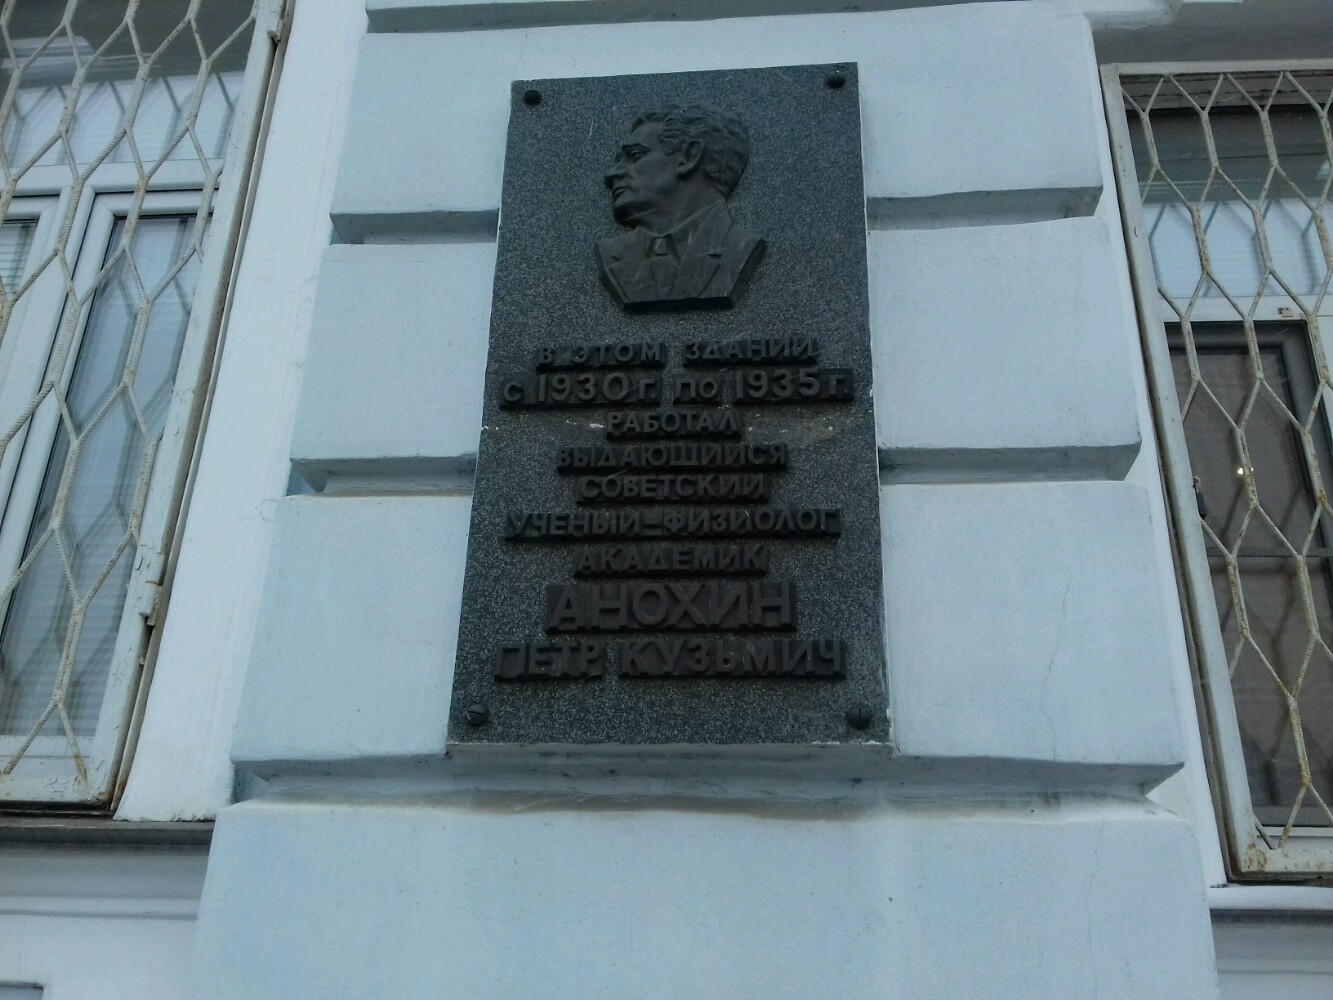 В ЭТОМ ЗДАНИИ
С 1930 г. ПО 1935 г.
РАБОТАЛ
ВЫДАЮЩИЙСЯ
СОВЕТСКИЙ
УЧЕНЫЙ-ФИЗИОЛОГ
АКАДЕМИК
АНОХИН
ПЕТР КУЗЬМИЧ